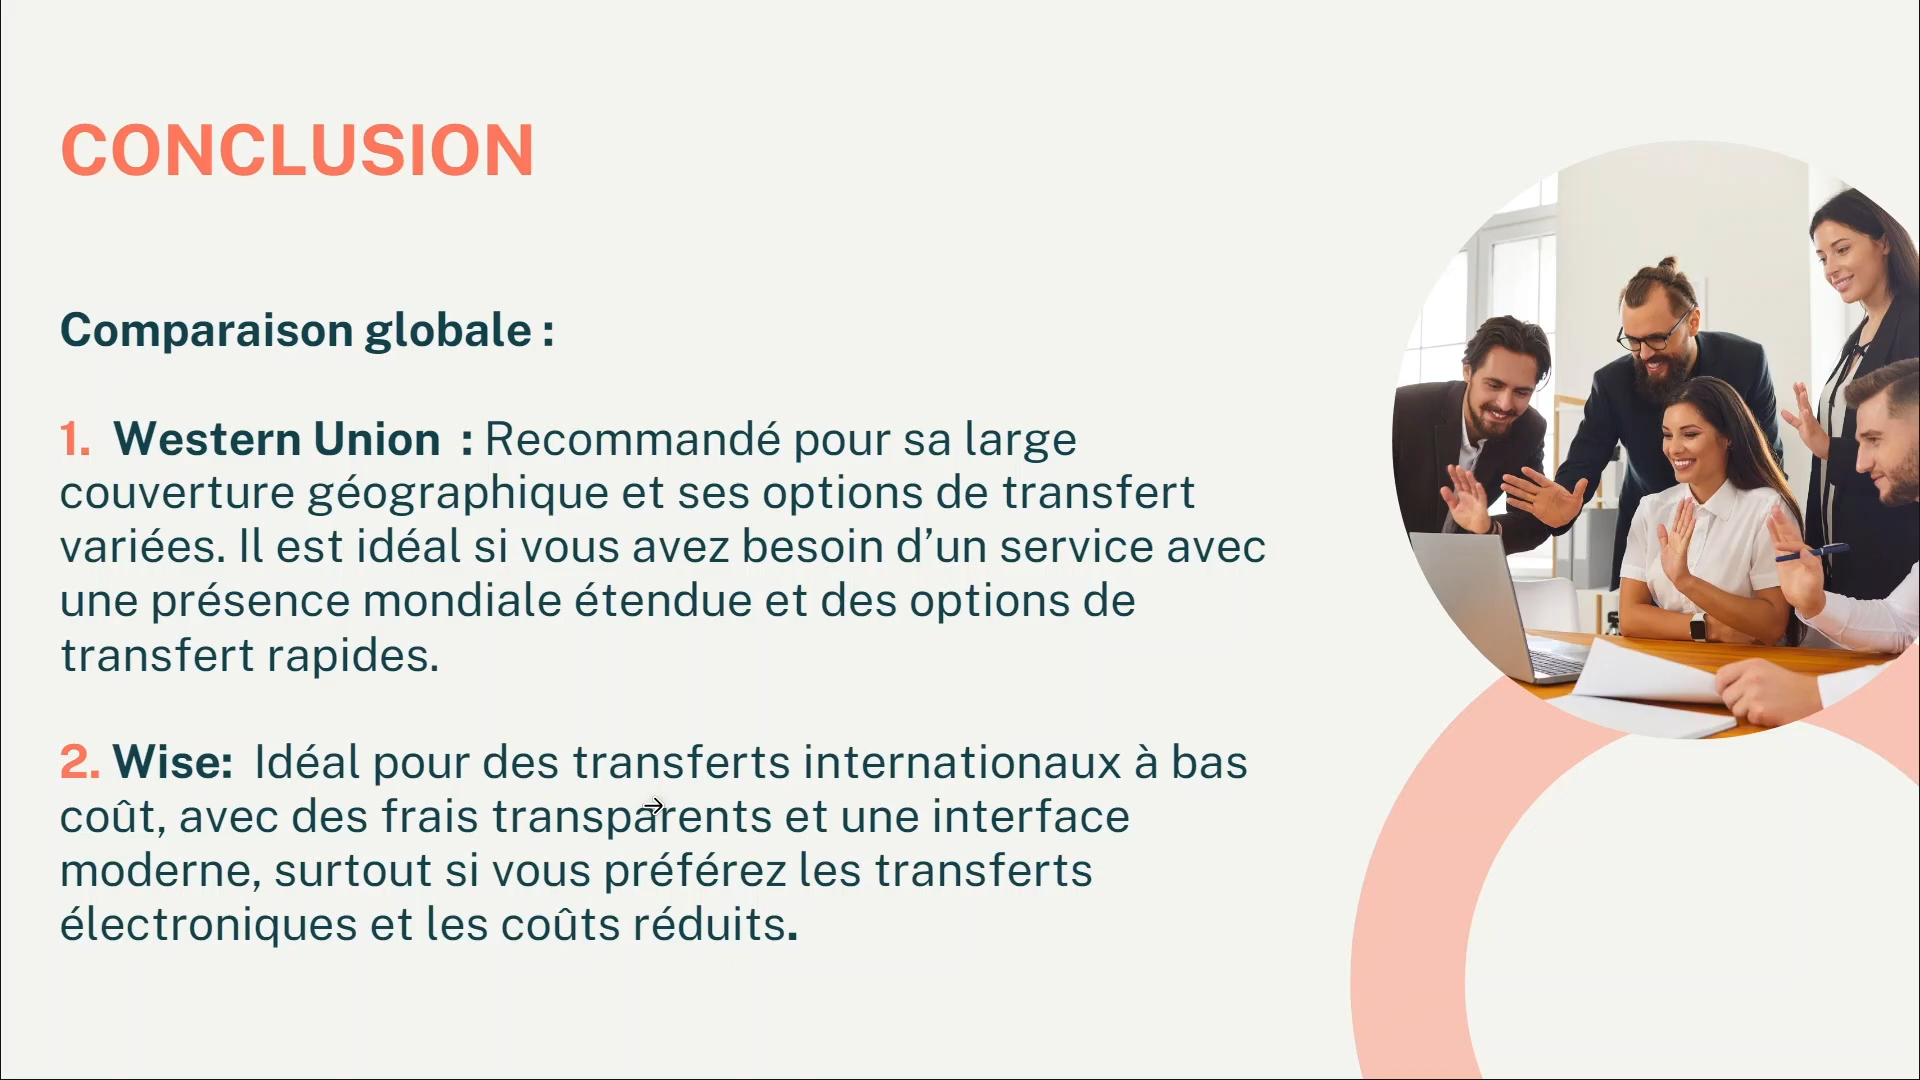 CONCLUSION
Comparaison globale :
1. Western Union : Recommandé pour sa large
couverture géographique et ses options de transfert
variées. Il est idéal si vous avez besoin d’un service avec
une présence mondiale étendue et des options de
transfert rapides.
2. Wise: Idéal pour des transferts internationaux à bas
coût, avec des frais transparents et une interface
moderne, surtout si vous préférez les transferts
électroniques et les coûts réduits.